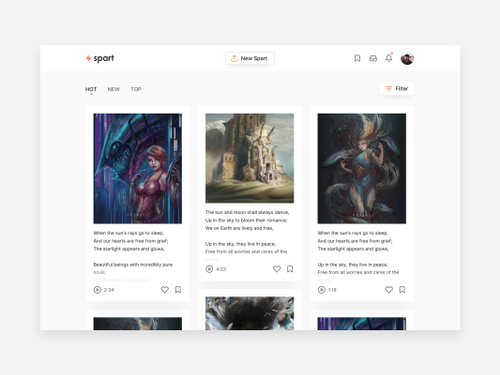 spart
New Spart
HOT
NEW
TOP
Filter
When the sun's rays go to sleep,
And our hearts are free from grief;
The starlight appears and glows,
Beautiful beings with incredibly pure
souls,
2:34
The sun and moon shall always dance,
Up in the sky to bloom their romance;
We on Earth are lively and free,
Up in the sky, they live in peace,
Free from all worries and cares of the
4:23
When the sun's rays go to sleep,
And our hearts are free from grief;
The starlight appears and glows,
Up in the sky, they live in peace,
Free from all worries and cares of the
1:16